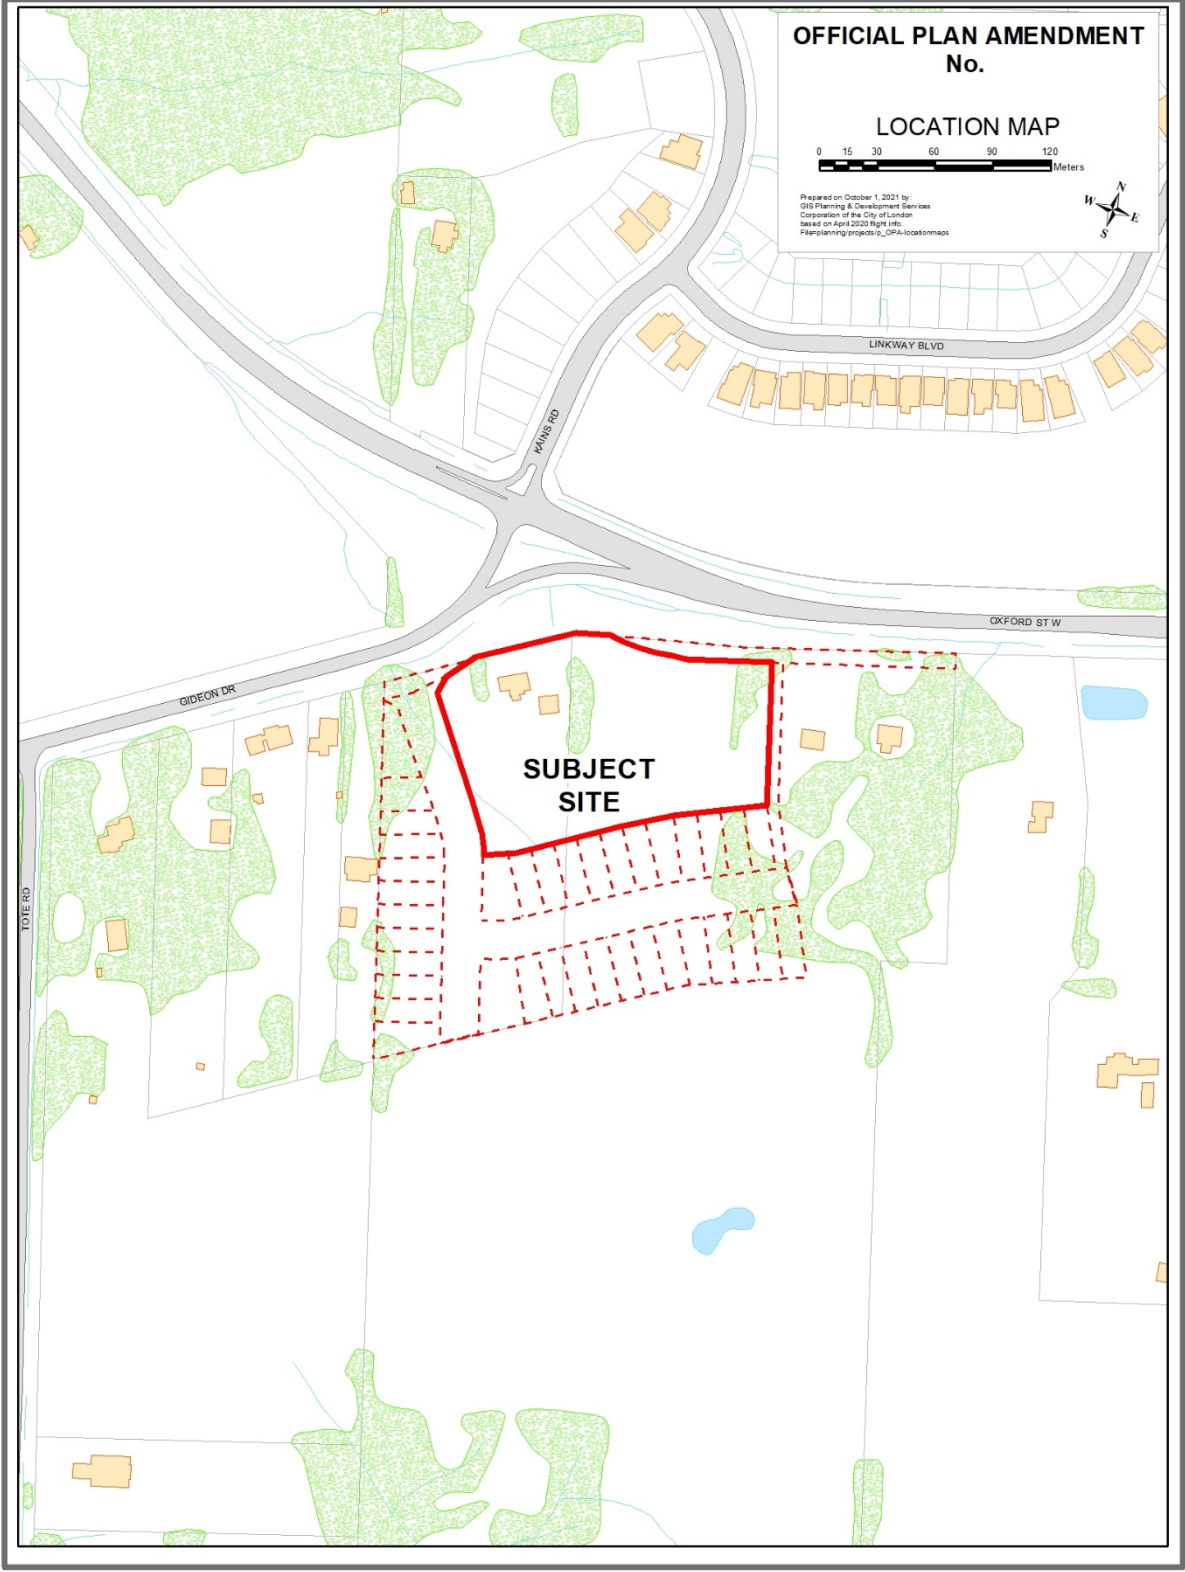 OFFICIAL PLAN AMENDMENT
No.
LOCATION MAP
0 15 30 60 90 120
Meters
Prepared on October 1, 2021 by:
GIS Planning & Development Services
Corporation of the City of London
based on April 2020 flight info.
File=planning/projects/p_OPA-locationmaps
N
W E
S
LINKWAY BLVD
KAINS RD
OXFORD ST W
GIDEON DR
SUBJECT
SITE
TOTE RD